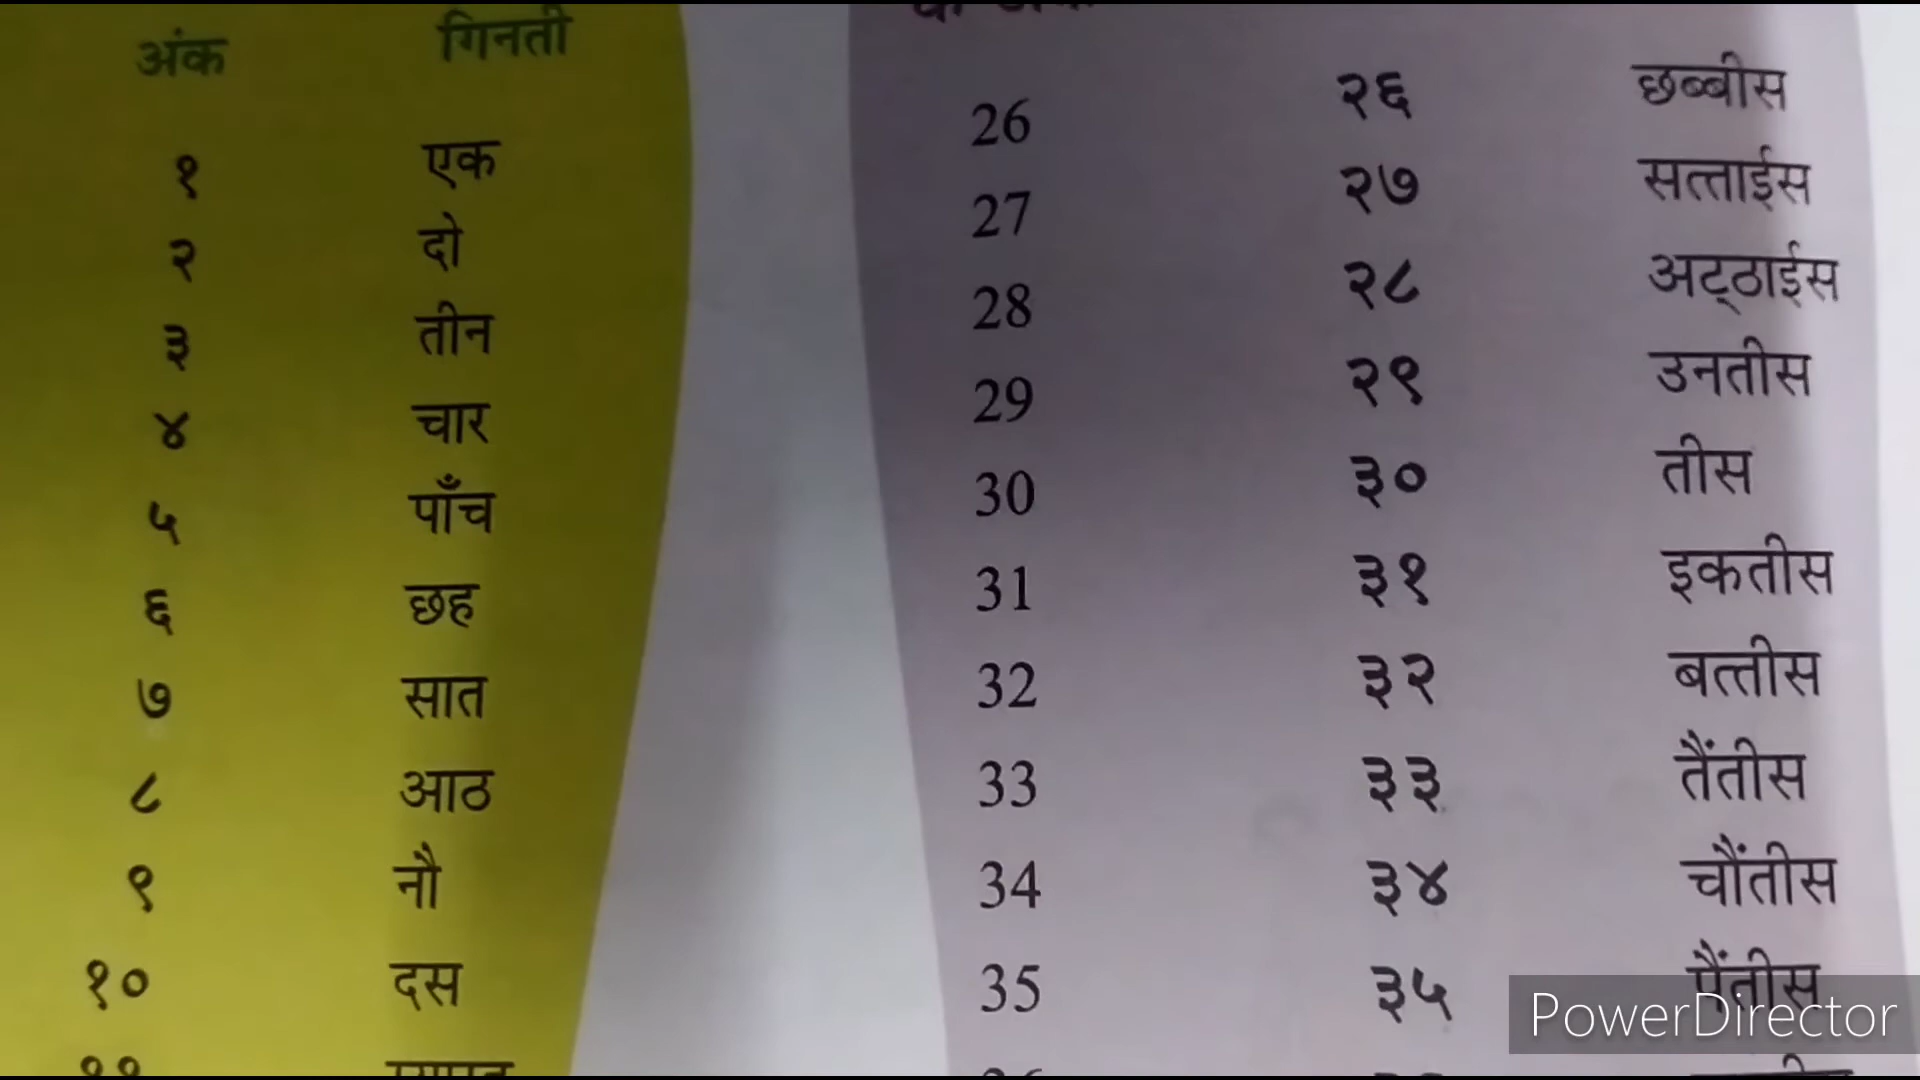 अंक गिनती
१ एक
२ दो
३ तीन
४ चार
५ पाँच
६ छह
७ सात
८ आठ
९ नौ
१० दस
११
26 २६ छब्बीस
27 २७ सत्ताईस
28 २८ अट्ठाईस
29 २९ उनतीस
30 ३० तीस
31 ३१ इकतीस
32 ३२ बत्तीस
33 ३३ तैंतीस
34 ३४ चौंतीस
35 ३५ पैंतीस
PowerDirector